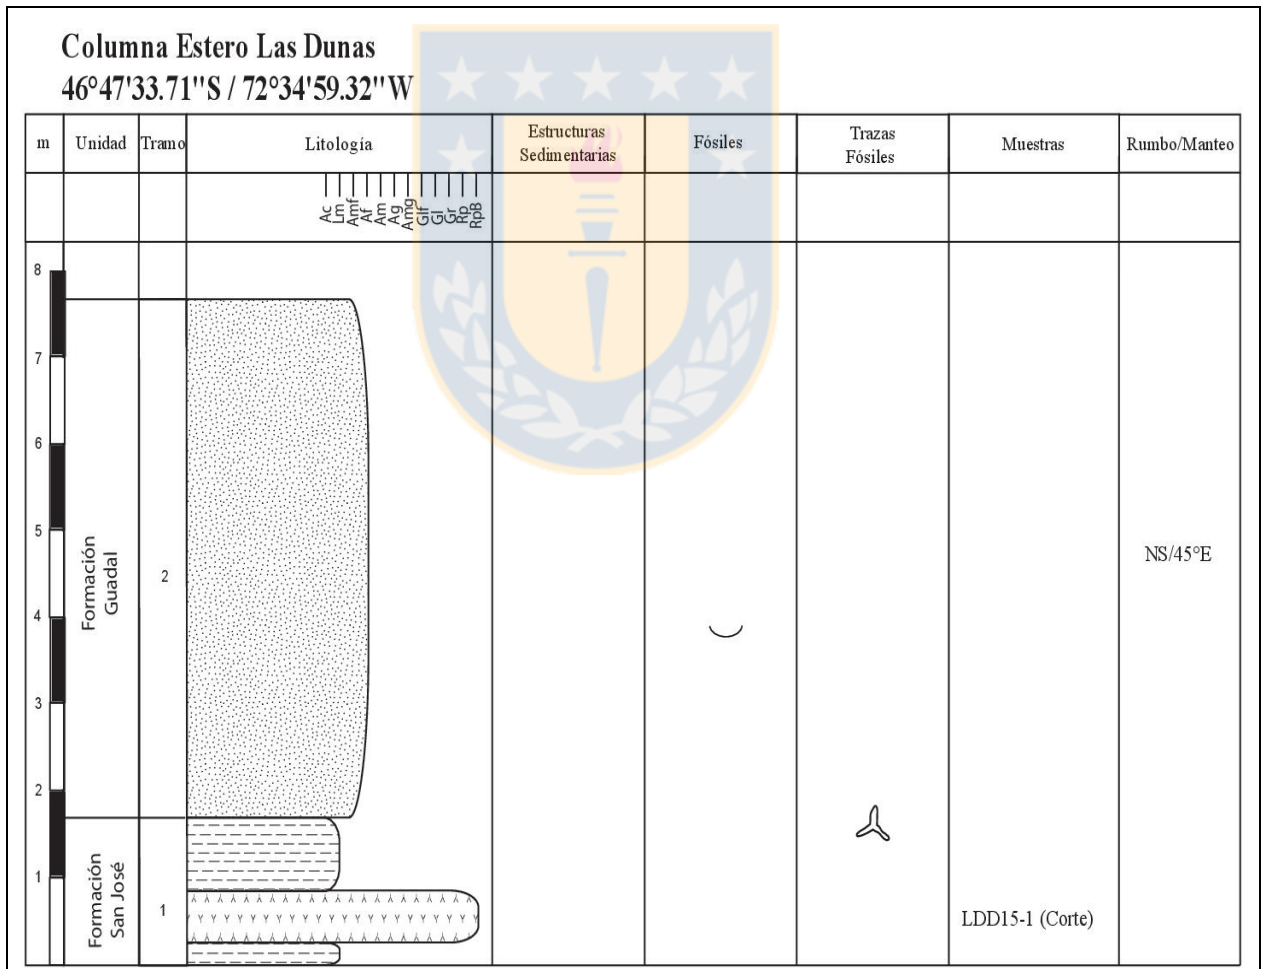 Columna Estero Las Dunas
46°47'33.71"S / 72°34'59.32"W
m
Unidad
Tramo
Litología
Estructuras
Sedimentarias
Fósiles
Trazas
Fósiles
Muestras
Rumbo/Manteo
Ac
Lm
Amf
Af
Am
Ag
Amg
Glf
Gl
Gr
Rp
RpB
8
7
6
5
4
3
2
1
Formación
Guadal
2
NS/45°E
Formación
San José
1
LDD15-1 (Corte)